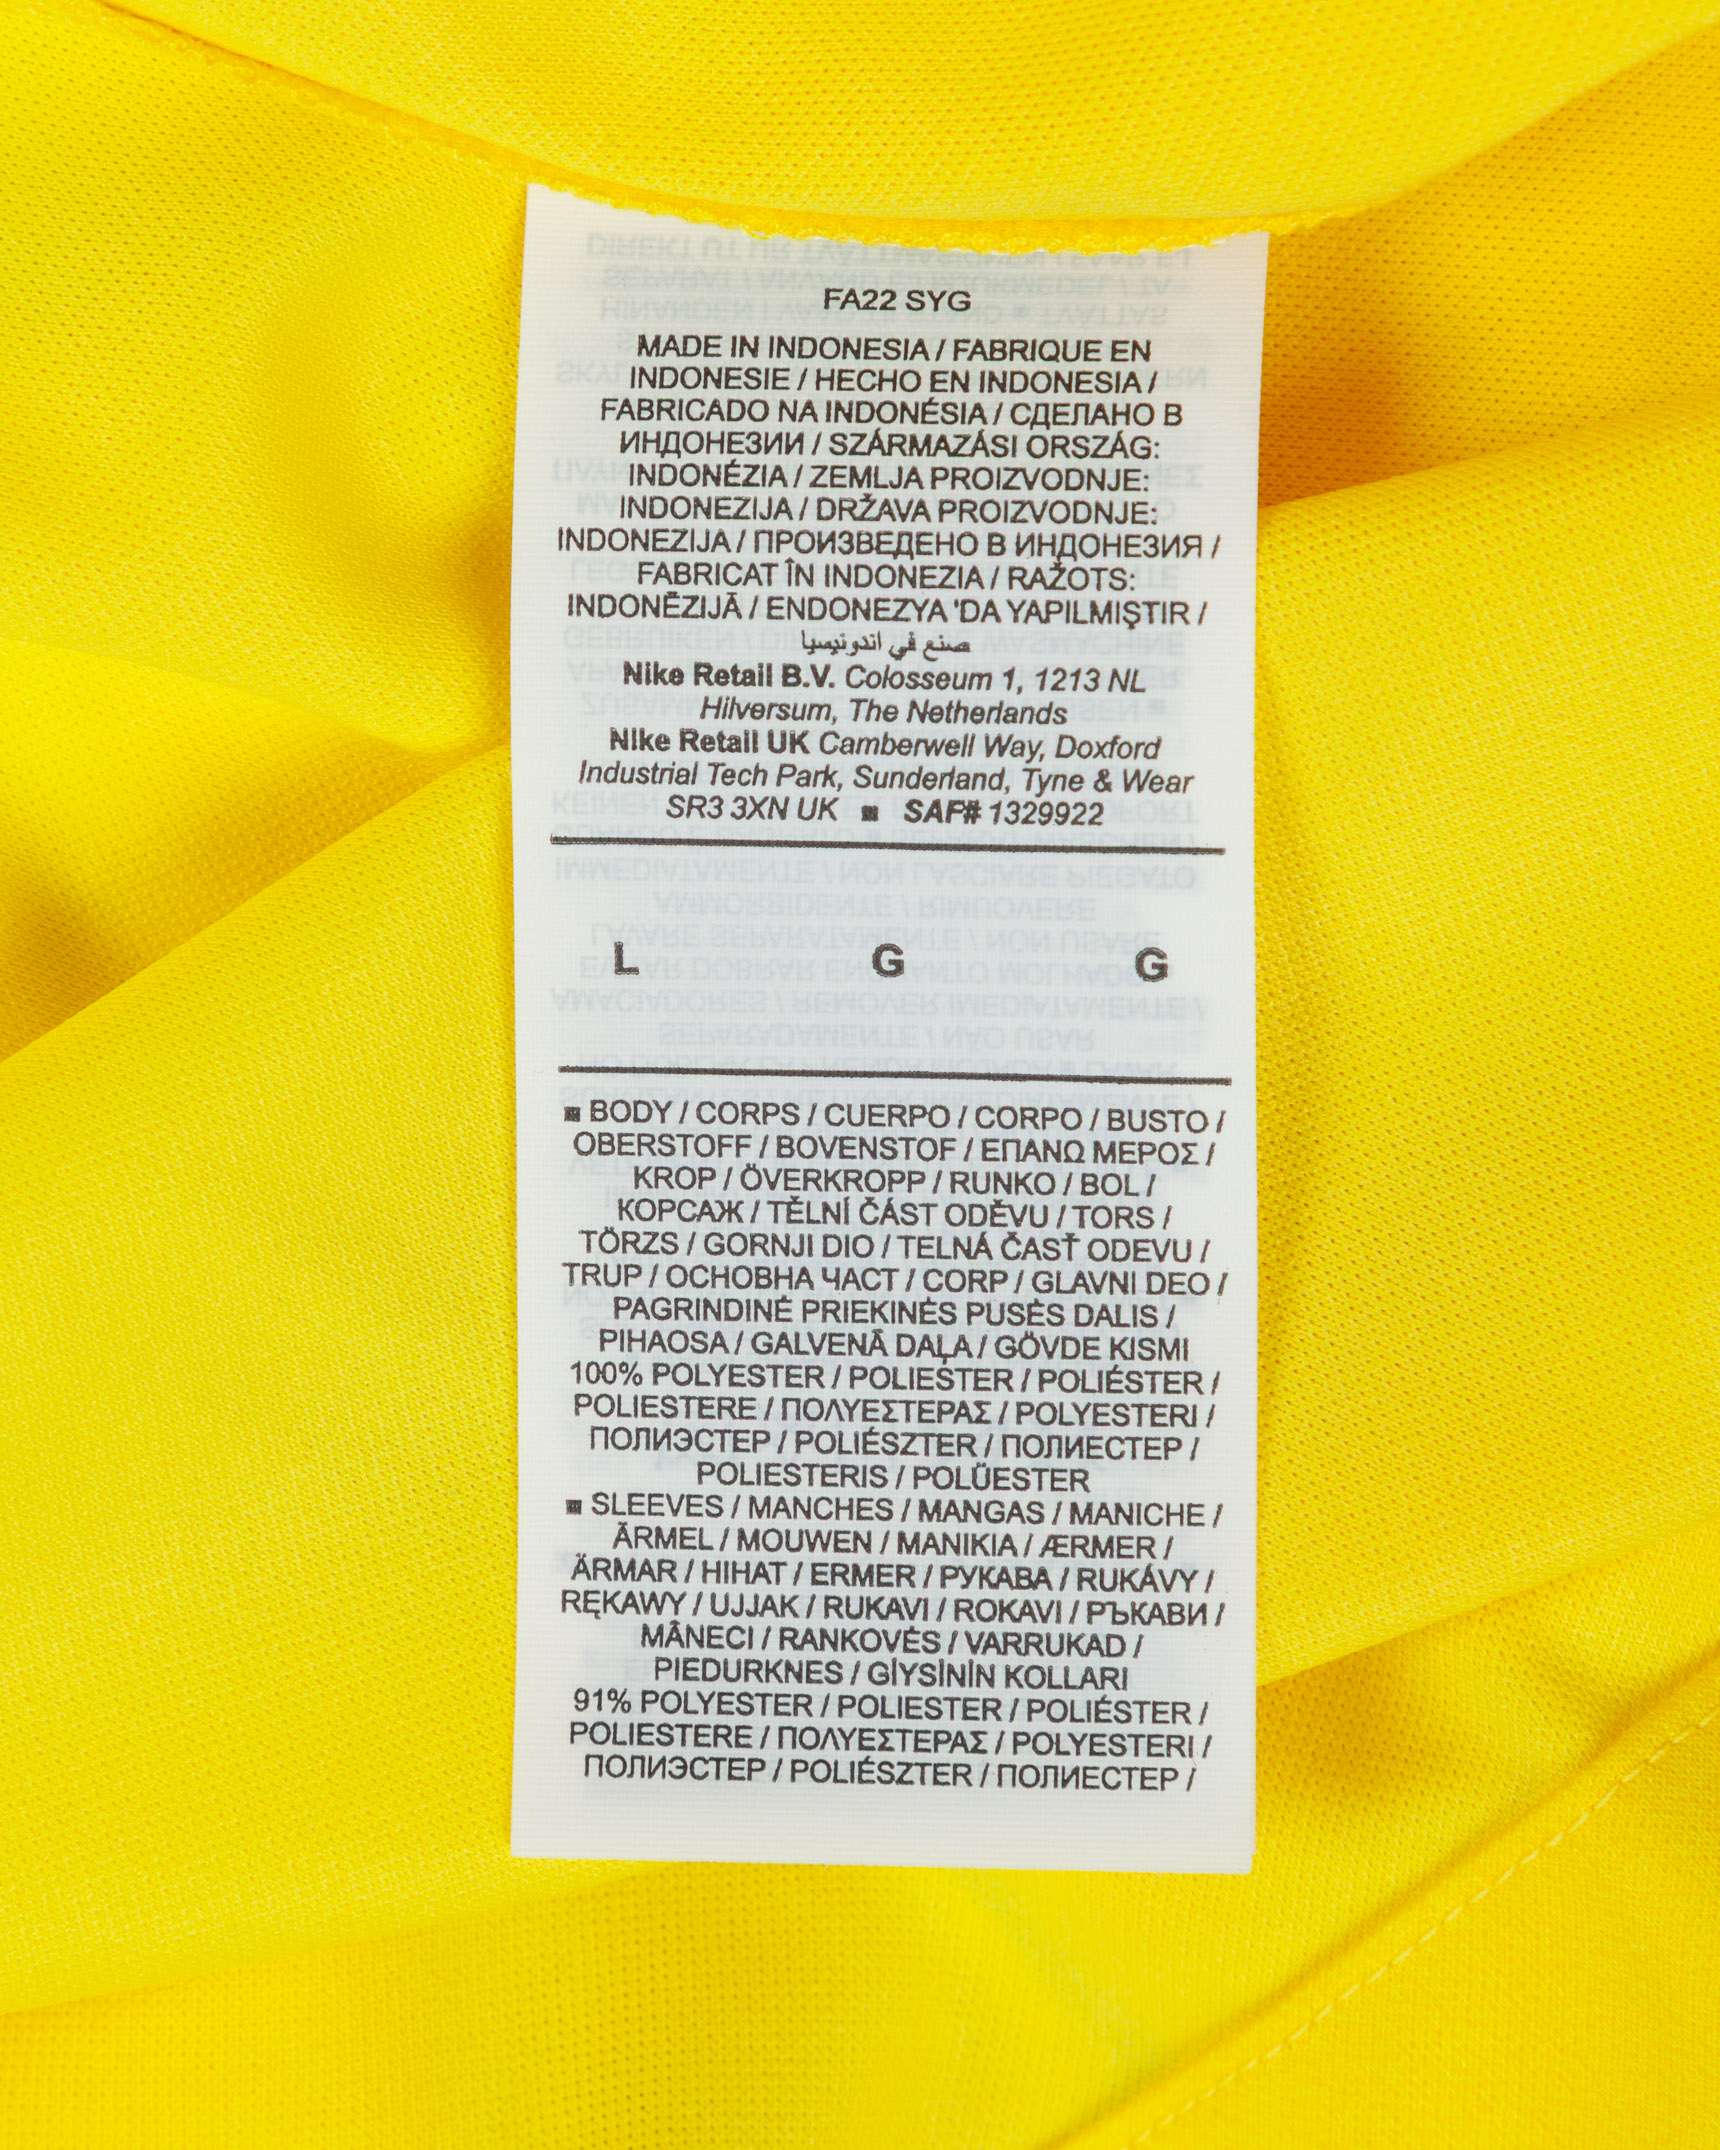 FA22 SYG
MADE IN INDONESIA / FABRIQUE EN
INDONESIE / HECHO EN INDONESIA /
FABRICADO NA INDONÉSIA / СДЕЛАНО В
ИНДОНЕЗИИ / SZÁRMAZÁSI ORSZÁG:
INDONÉZIA / ZEMLJA PROIZVODNJE:
INDONEZIJA / DRŽAVA PROIZVODNJE:
INDONEZIJA / ПРОИЗВЕДЕНО В ИНДОНЕЗИЯ /
FABRICAT ÎN INDONEZIA / RAŽOTS:
INDONĒZIJĀ / ENDONEZYA 'DA YAPILMIŞTIR /
صنع في اندونيسيا
Nike Retail B.V. Colosseum 1, 1213 NL
Hilversum, The Netherlands
Nike Retail UK Camberwell Way, Doxford
Industrial Tech Park, Sunderland, Tyne & Wear
SR3 3XN UK ■ SAF# 1329922
L G G
■ BODY / CORPS / CUERPO / CORPO / BUSTO /
OBERSTOFF / BOVENSTOF / ΕΠΑΝΩ ΜΕΡΟΣ /
KROP / ÖVERKROPP / RUNKO / BOL /
КОРСАЖ / TĚLNÍ ČÁST ODĚVU / TORS /
TÖRZS / GORNJI DIO / TELNÁ ČASŤ ODEVU /
TRUP / ОСНОВНА ЧАСТ / CORP / GLAVNI DEO /
PAGRINDINĖ PRIEKINĖS PUSĖS DALIS /
PIHAOSA / GALVENĀ DAĻA / GÖVDE KISMI
100% POLYESTER / POLIESTER / POLIÉSTER /
POLIESTERE / ΠΟΛΥΕΣΤΕΡΑΣ / POLYESTERI /
ПОЛИЭСТЕР / POLIÉSZTER / ПОЛИЕСТЕР /
POLIESTERIS / POLÜESTER
■ SLEEVES / MANCHES / MANGAS / MANICHE /
ÄRMEL / MOUWEN / ΜΑΝΙΚΙΑ / ÆRMER /
ÄRMAR / HIHAT / ERMER / РУКАВА / RUKÁVY /
RĘKAWY / UJJAK / RUKAVI / ROKAVI / РЪКАВИ /
MÂNECI / RANKOVĖS / VARRUKAD /
PIEDURKNES / GİYSİNİN KOLLARI
91% POLYESTER / POLIESTER / POLIÉSTER /
POLIESTERE / ΠΟΛΥΕΣΤΕΡΑΣ / POLYESTERI /
ПОЛИЭСТЕР / POLIÉSZTER / ПОЛИЕСТЕР /